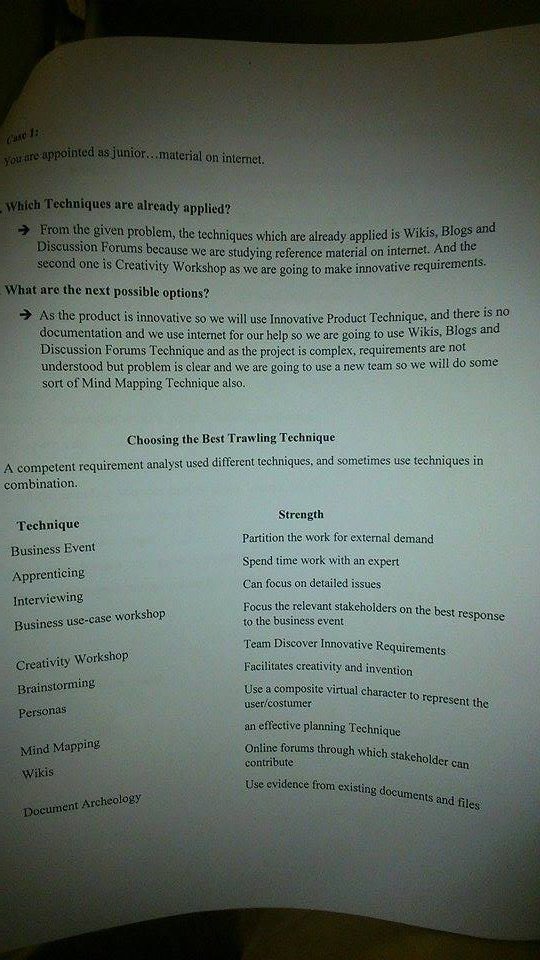 Case 1:
You are appointed as junior…material on internet.
. Which Techniques are already applied?
➔ From the given problem, the techniques which are already applied is Wikis, Blogs and
Discussion Forums because we are studying reference material on internet. And the
second one is Creativity Workshop as we are going to make innovative requirements.
What are the next possible options?
➔ As the product is innovative so we will use Innovative Product Technique, and there is no
documentation and we use internet for our help so we are going to use Wikis, Blogs and
Discussion Forums Technique and as the project is complex, requirements are not
understood but problem is clear and we are going to use a new team so we will do some
sort of Mind Mapping Technique also.
Choosing the Best Trawling Technique
A competent requirement analyst used different techniques, and sometimes use techniques in
combination.
Technique Strength
Business Event Partition the work for external demand
Apprenticing Spend time work with an expert
Interviewing Can focus on detailed issues
Business use-case workshop Focus the relevant stakeholders on the best response
to the business event
Creativity Workshop Team Discover Innovative Requirements
Brainstorming Facilitates creativity and invention
Personas Use a composite virtual character to represent the
user/costumer
Mind Mapping an effective planning Technique
Wikis Online forums through which stakeholder can
contribute
Document Archeology Use evidence from existing documents and files